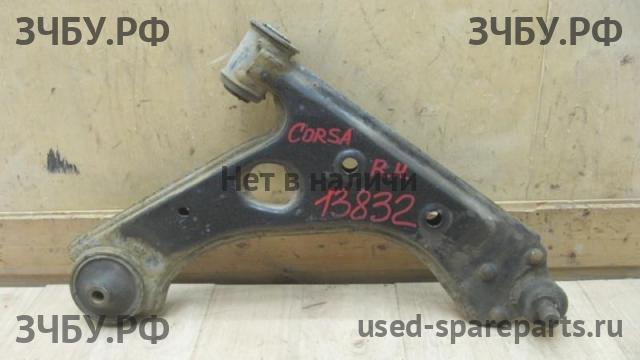 ЗЧБУ.РФ ЗЧБУ.РФ
CORSA
Нет в наличи
13832
ЗЧБУ.РФ used-spareparts.ru